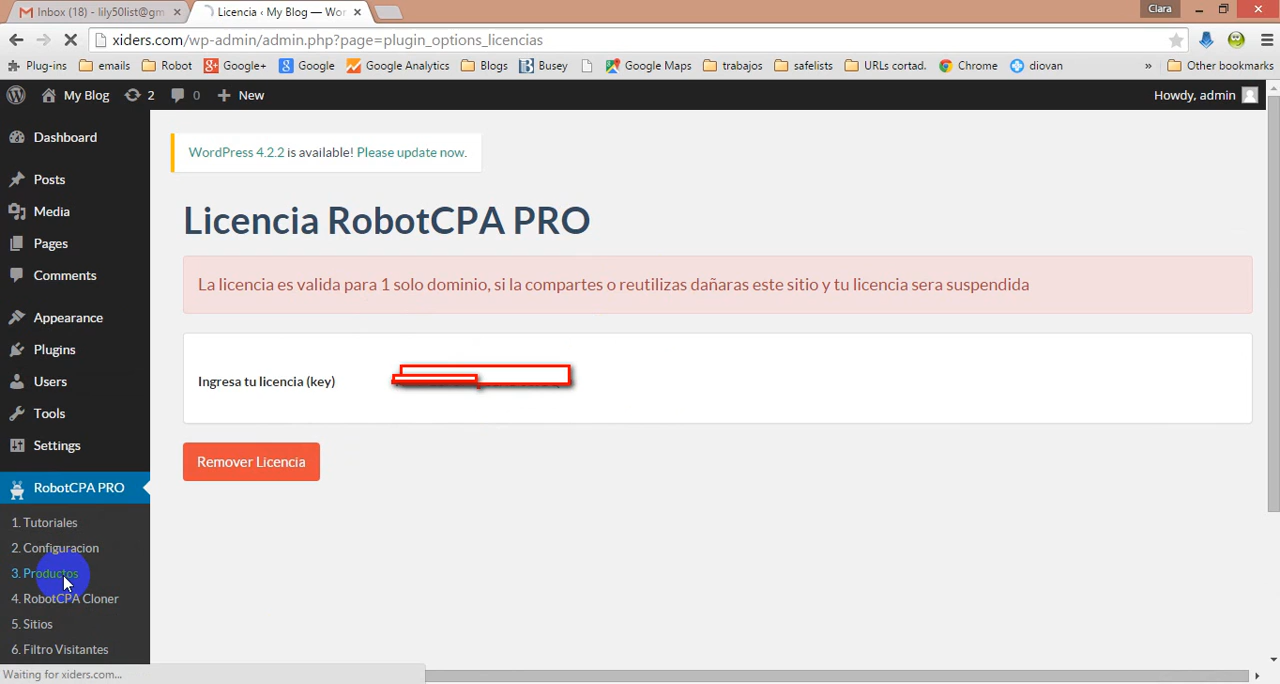 Inbox (18) - lily50list@gm
Licencia ‹ My Blog — Wor
Clara
xiders.com/wp-admin/admin.php?page=plugin_options_licencias
Plug-ins emails Robot Google+ Google Google Analytics Blogs Busey Google Maps trabajos safelists URLs cortad. Chrome diovan » Other bookmarks
My Blog 2 0 + New Howdy, admin
Dashboard
Posts
Media
Pages
Comments
Appearance
Plugins
Users
Tools
Settings
RobotCPA PRO
1. Tutoriales
2. Configuracion
3. Productos
4. RobotCPA Cloner
5. Sitios
6. Filtro Visitantes
WordPress 4.2.2 is available! Please update now.
Licencia RobotCPA PRO
La licencia es valida para 1 solo dominio, si la compartes o reutilizas dañaras este sitio y tu licencia sera suspendida
Ingresa tu licencia (key)
Remover Licencia
Waiting for xiders.com...